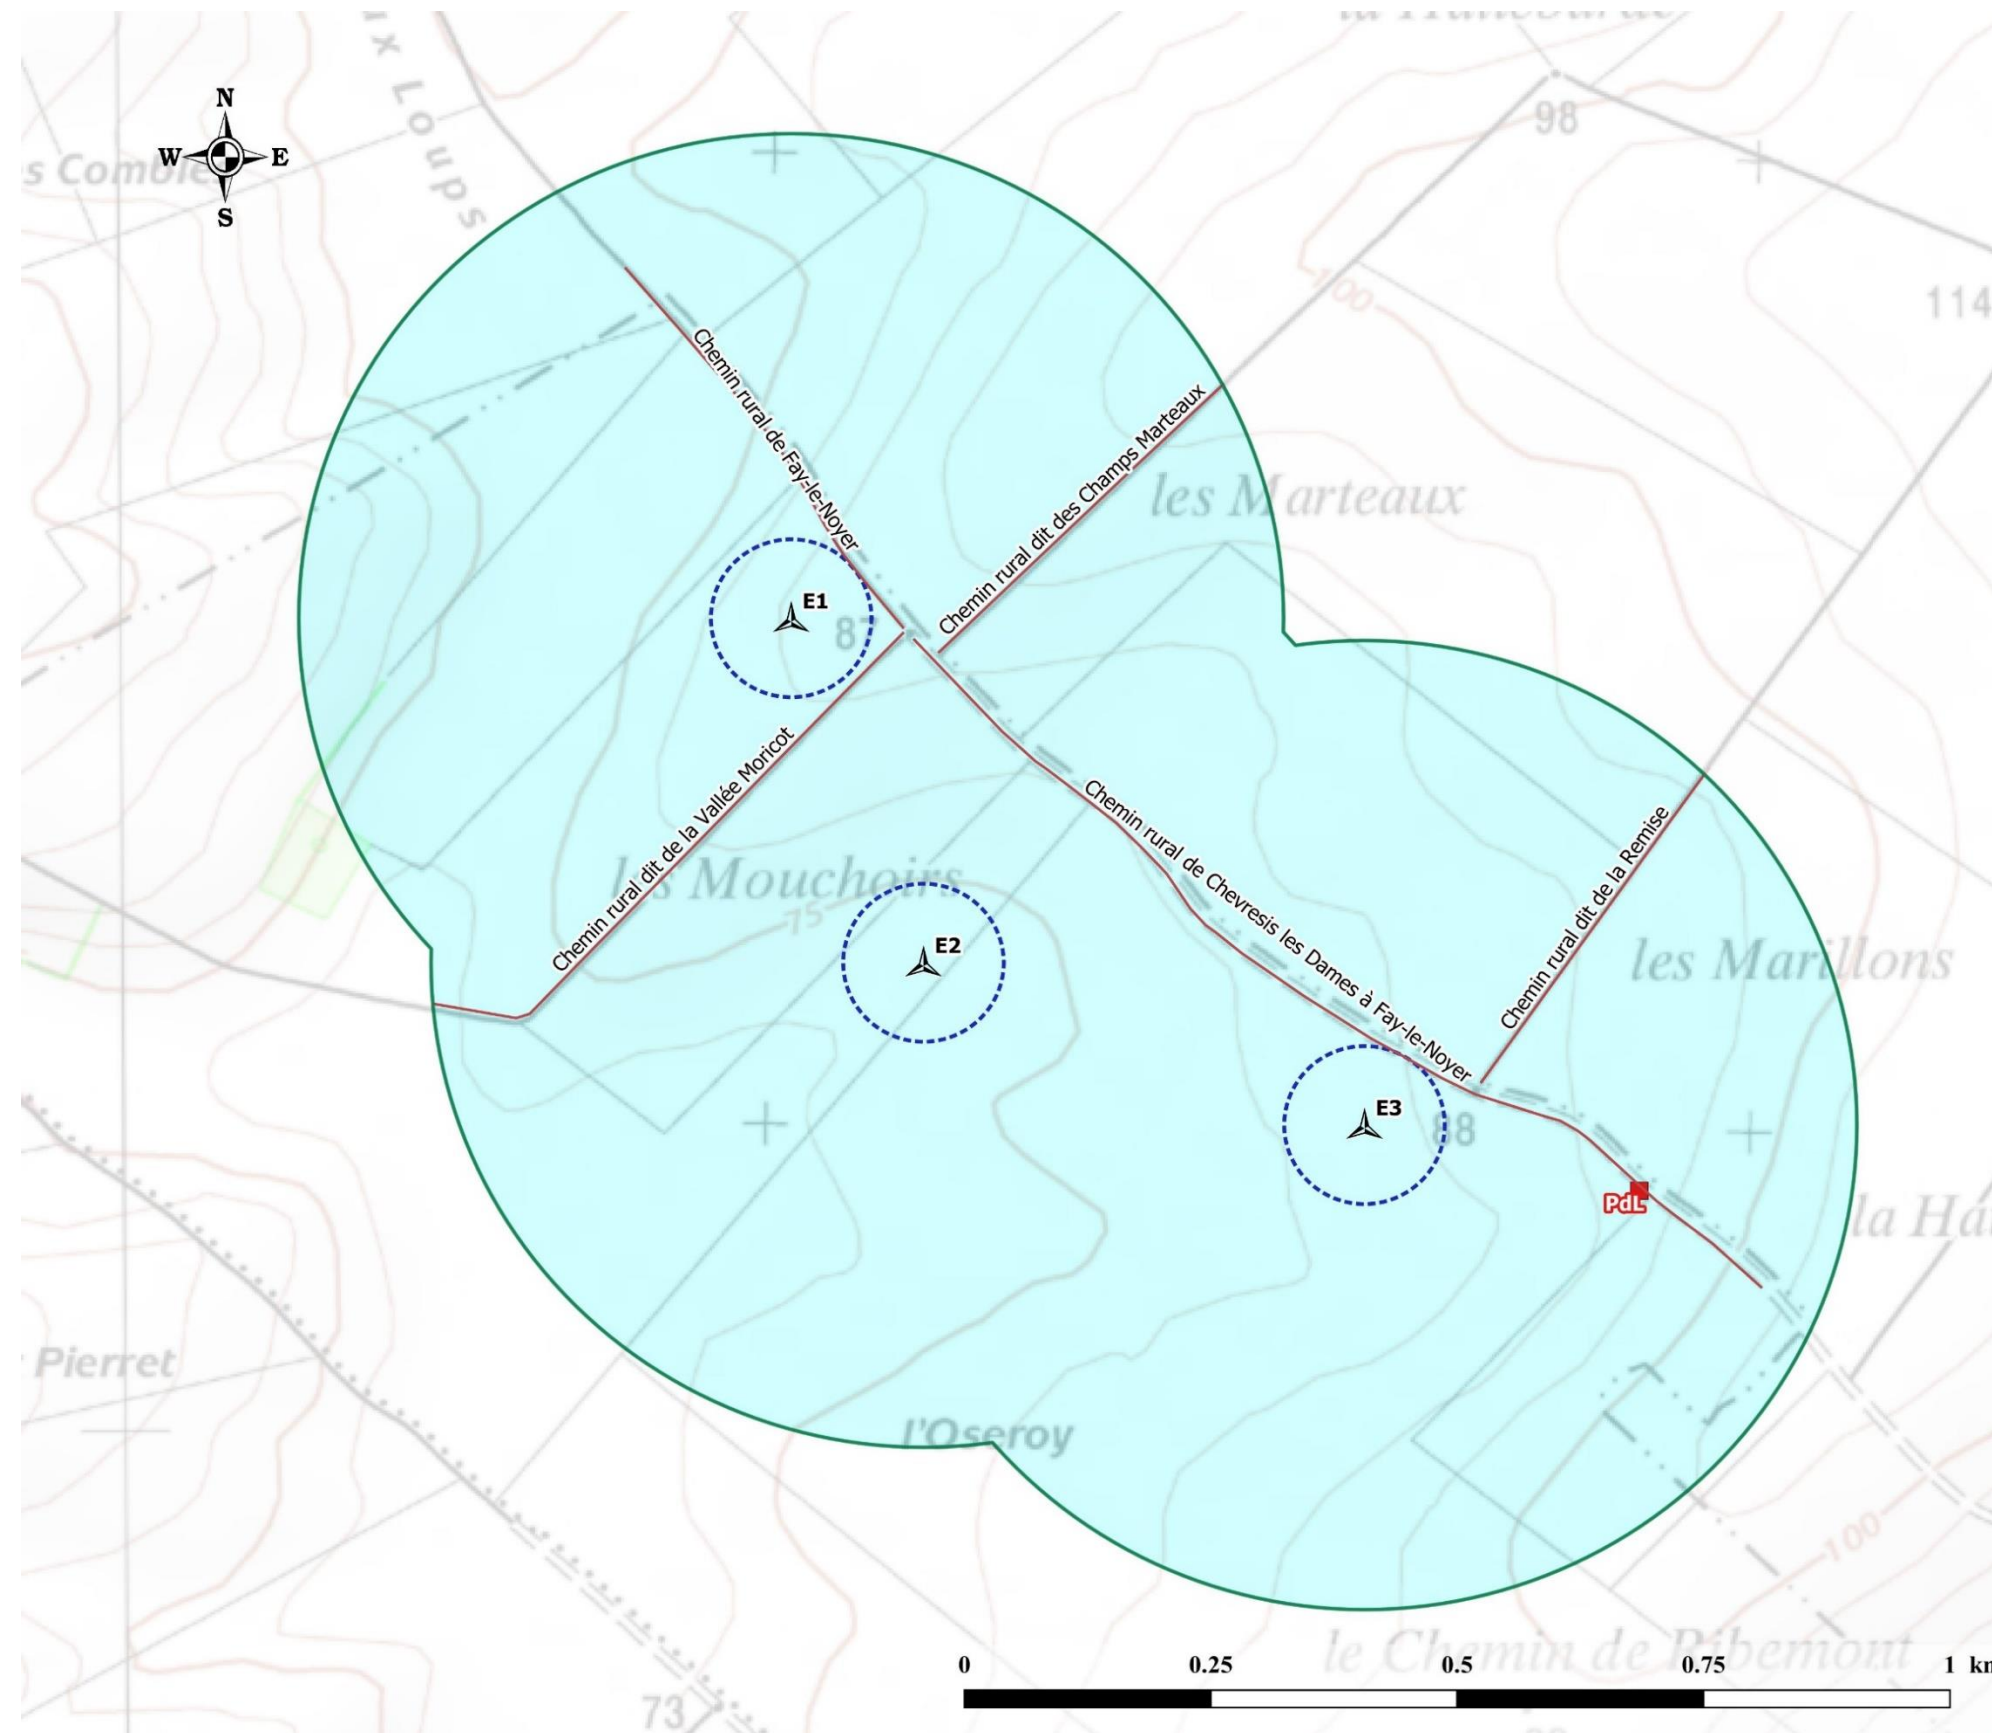 N
W E
S
ux Loups
98
100
114
Chemin rural de Fay-le-Noyer
Chemin rural dit des Champs Marteaux
les Marteaux
E1
87
Chemin rural dit de la Vallée Moricot
les Mouchoirs
75
E2
Chemin rural de Chevresis les Dames à Fay-le-Noyer
Chemin rural dit de la Remise
les Marillons
E3
88
PdL
la Ha
Pierret
l'Oseroy
100
le Chemin de Ribemont
73
0 0.25 0.5 0.75 1 km